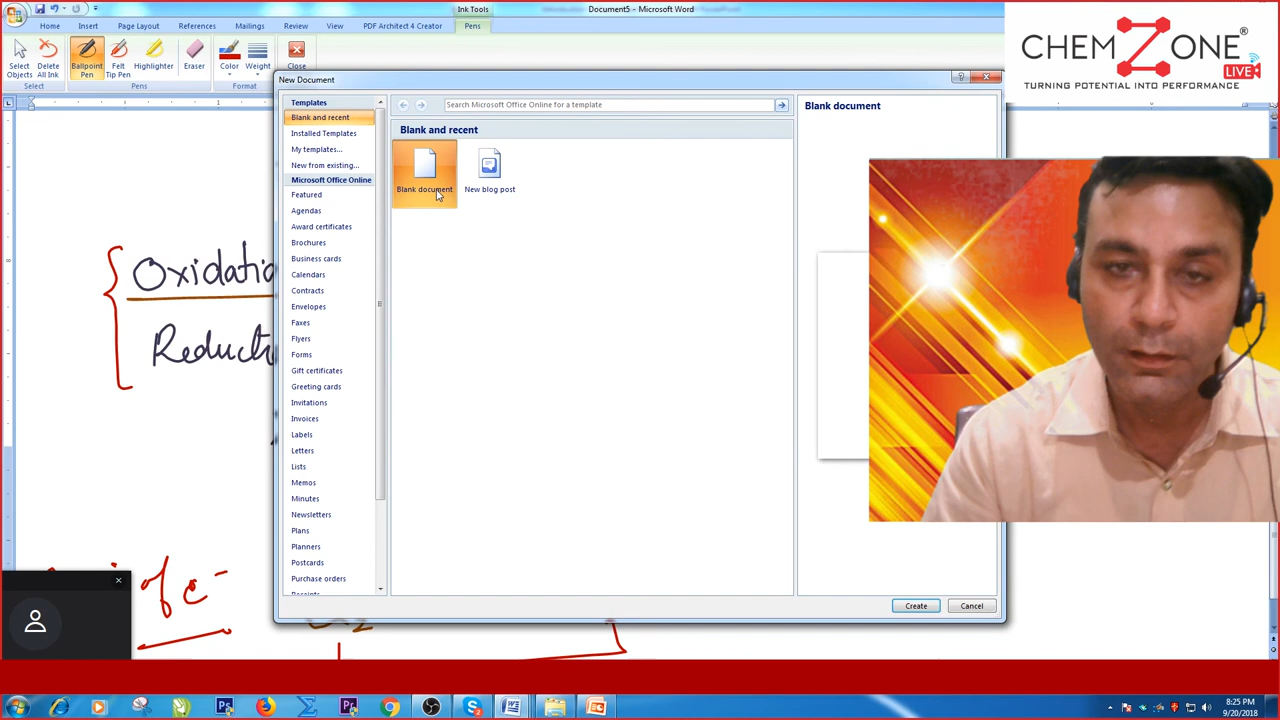 Ink Tools
Document5 - Microsoft Word
Home Insert Page Layout References Mailings Review View PDF Architect 4 Creator Pens
Select Objects
Delete All Ink
Ballpoint Pen
Felt Tip Pen
Highlighter
Eraser
Color
Weight
Close
Select Pens Format
CHEMZONE®
LIVE
TURNING POTENTIAL INTO PERFORMANCE
New Document
Templates
Blank and recent
Installed Templates
My templates...
New from existing...
Microsoft Office Online
Featured
Agendas
Award certificates
Brochures
Business cards
Calendars
Contracts
Envelopes
Faxes
Flyers
Forms
Gift certificates
Greeting cards
Invitations
Invoices
Labels
Letters
Lists
Memos
Minutes
Newsletters
Plans
Planners
Postcards
Purchase orders
Search Microsoft Office Online for a template
Blank and recent
Blank document
New blog post
Blank document
Create Cancel
Oxidatio
Reducti
of e-
8:25 PM
9/20/2018